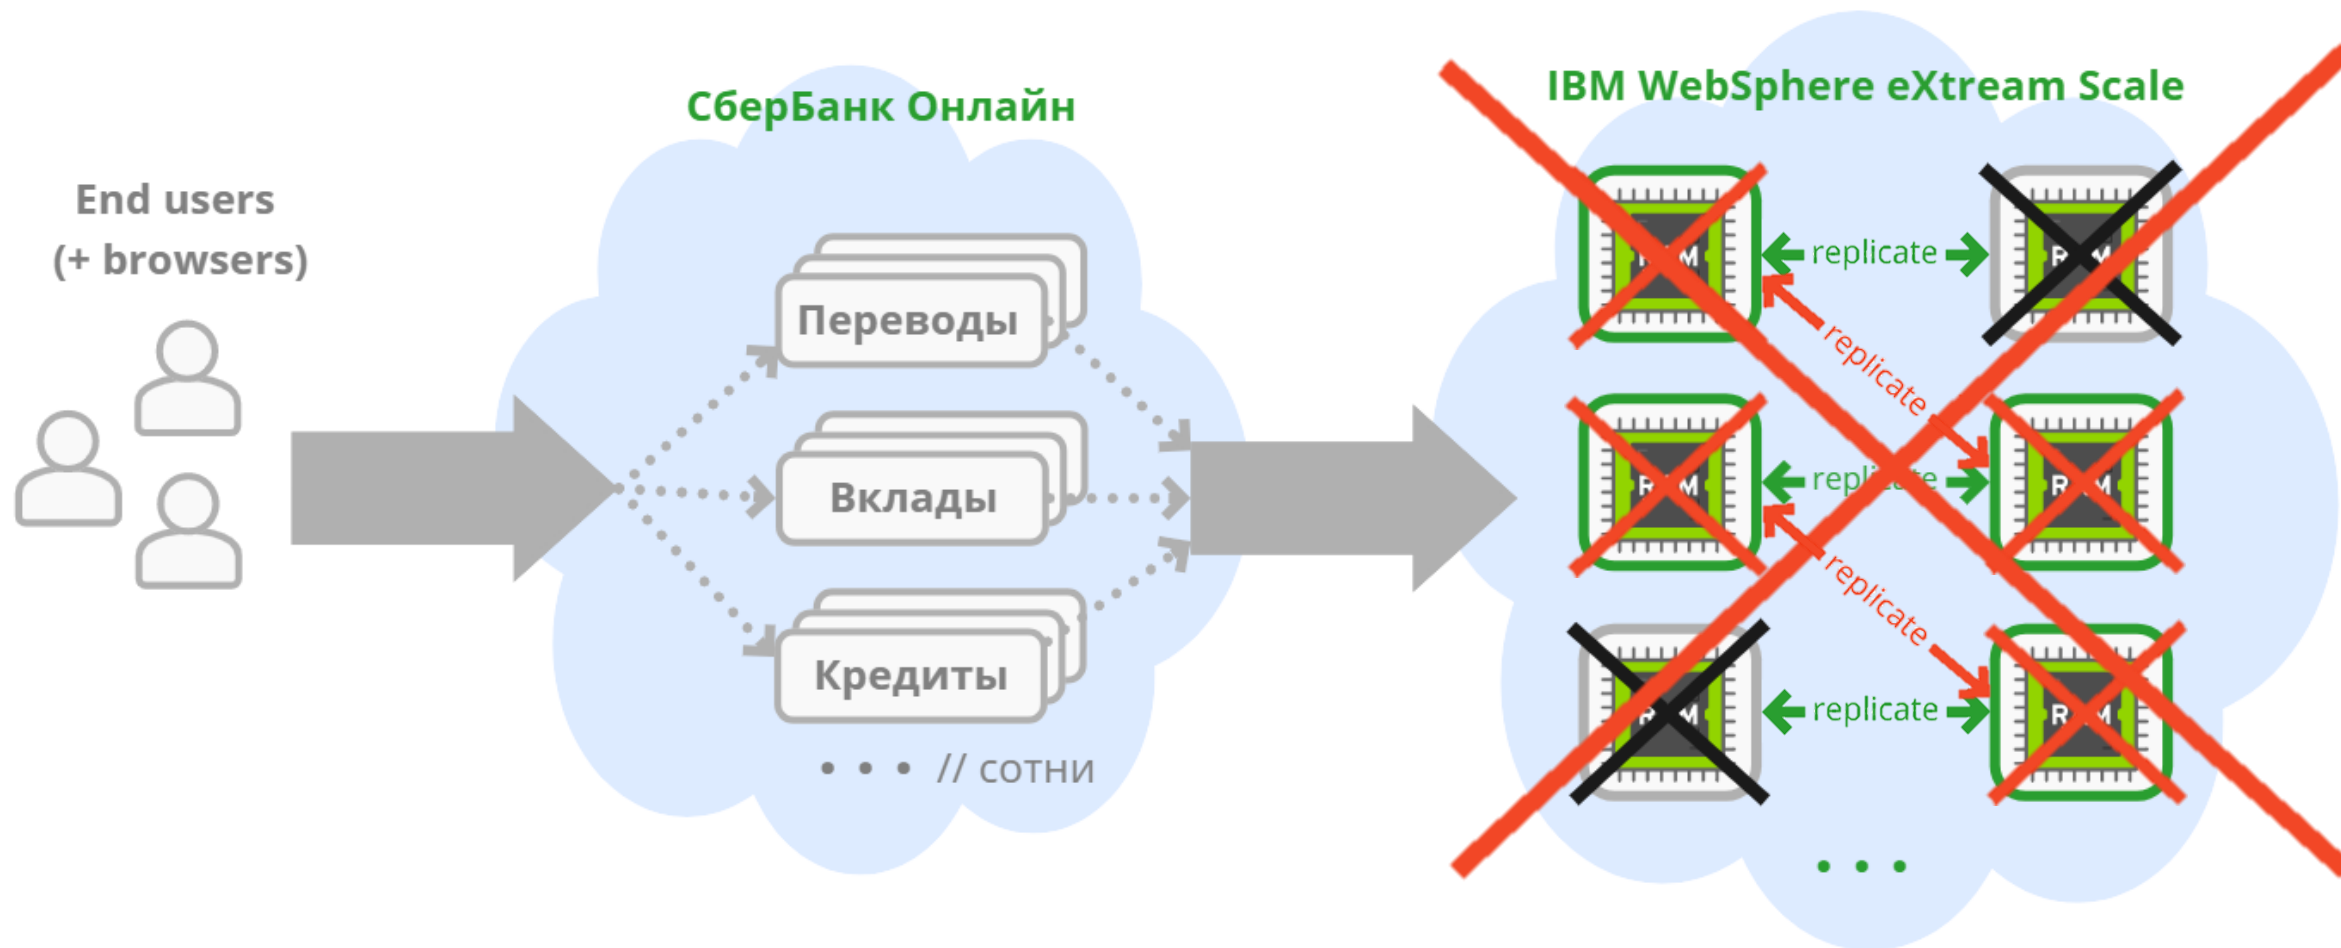 End users
(+ browsers)
СберБанк Онлайн
Переводы
Вклады
Кредиты
• • • // сотни
IBM WebSphere eXtream Scale
replicate
replicate
replicate
replicate
replicate
• • •